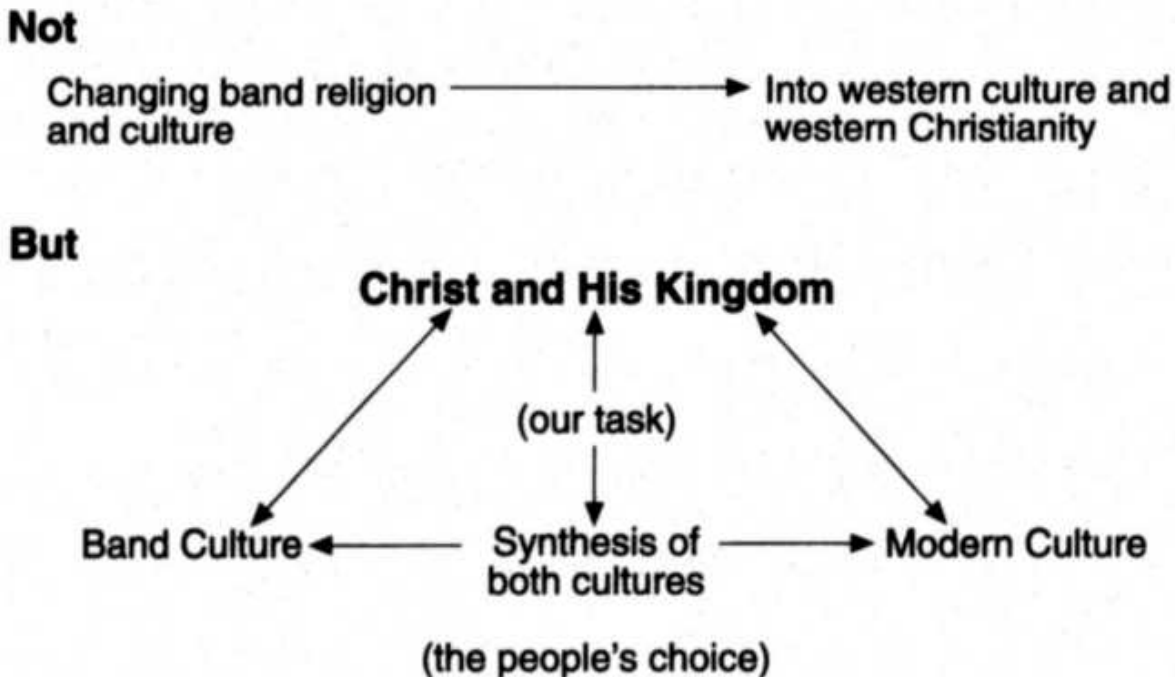 Not
Changing band religion
and culture
Into western culture and
western Christianity
But
Christ and His Kingdom
(our task)
Band Culture
Synthesis of
both cultures
Modern Culture
(the people's choice)